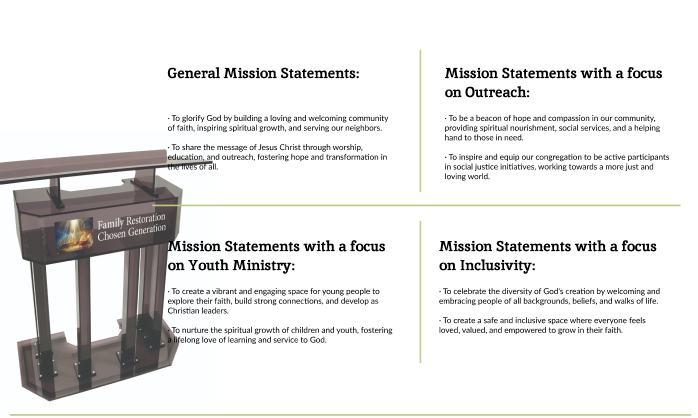 General Mission Statements:
· To glorify God by building a loving and welcoming community
of faith, inspiring spiritual growth, and serving our neighbors.
· To share the message of Jesus Christ through worship,
education, and outreach, fostering hope and transformation in
the lives of all.
Mission Statements with a focus
on Outreach:
· To be a beacon of hope and compassion in our community,
providing spiritual nourishment, social services, and a helping
hand to those in need.
· To inspire and equip our congregation to be active participants
in social justice initiatives, working towards a more just and
loving world.
Family Restoration
Chosen Generation
Mission Statements with a focus
on Youth Ministry:
· To create a vibrant and engaging space for young people to
explore their faith, build strong connections, and develop as
Christian leaders.
· To nurture the spiritual growth of children and youth, fostering
a lifelong love of learning and service to God.
Mission Statements with a focus
on Inclusivity:
· To celebrate the diversity of God's creation by welcoming and
embracing people of all backgrounds, beliefs, and walks of life.
· To create a safe and inclusive space where everyone feels
loved, valued, and empowered to grow in their faith.